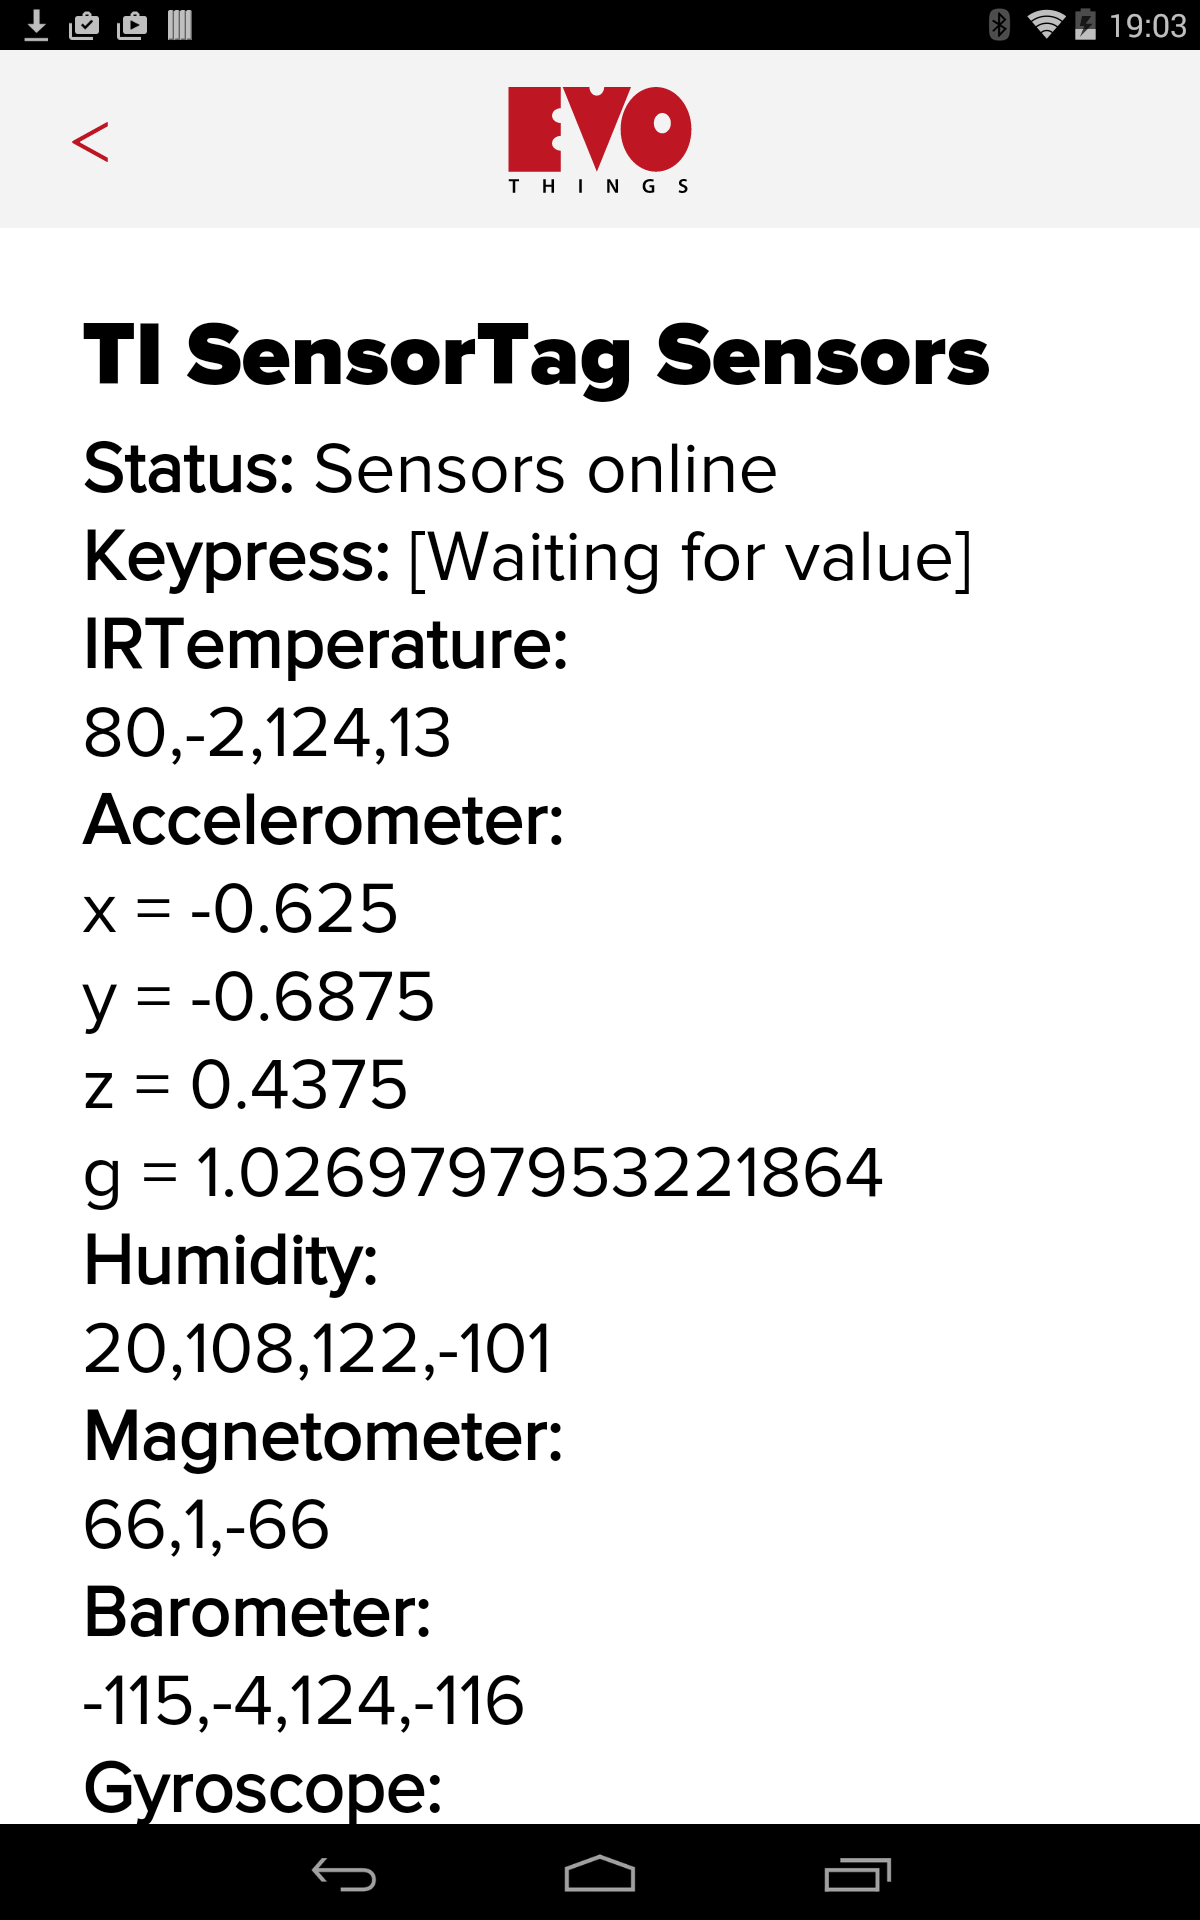 19:03
EVO
THINGS
TI SensorTag Sensors
Status: Sensors online
Keypress: [Waiting for value]
IRTemperature:
80,-2,124,13
Accelerometer:
x = -0.625
y = -0.6875
z = 0.4375
g = 1.0269797953221864
Humidity:
20,108,122,-101
Magnetometer:
66,1,-66
Barometer:
-115,-4,124,-116
Gyroscope: